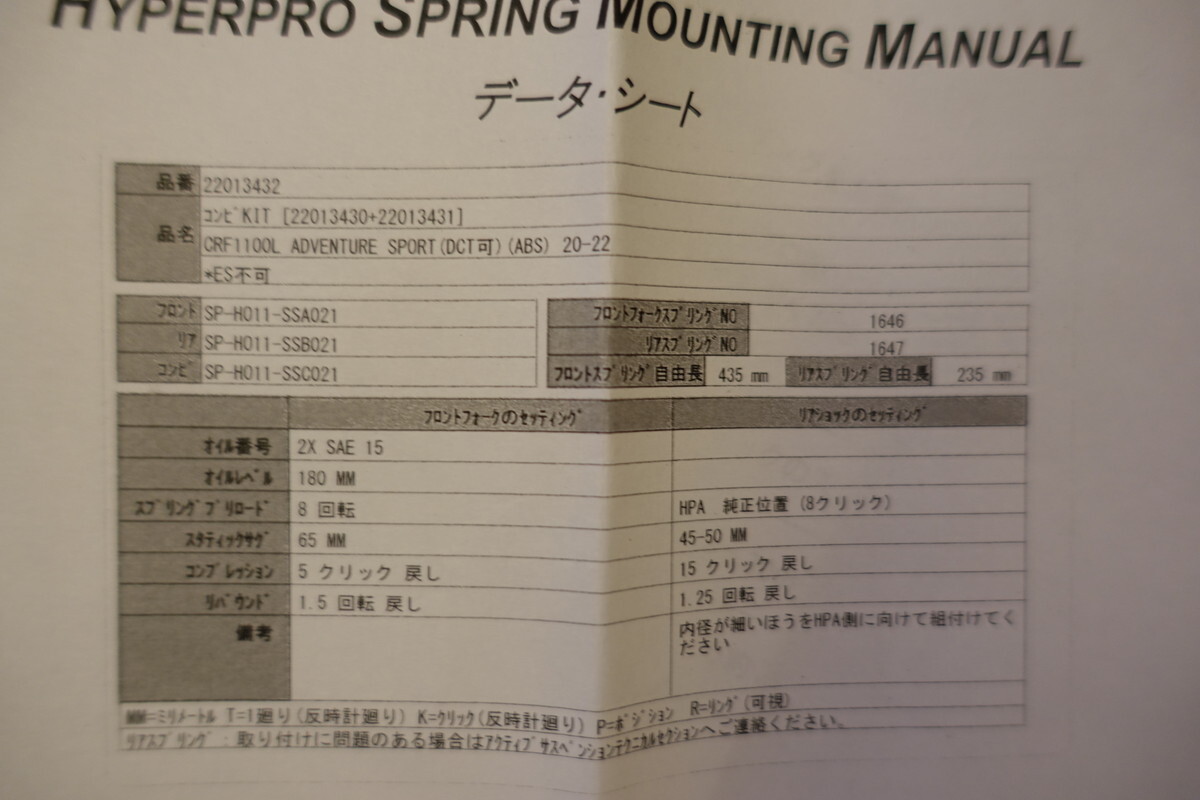 HYPERPRO SPRING MOUNTING MANUAL
データ・シート
品番 22013432
品名 ｺﾝﾋﾞKIT [22013430+22013431]
CRF1100L ADVENTURE SPORT(DCT可)(ABS) 20-22
*ES不可
ﾌﾛﾝﾄ SP-H011-SSA021 ﾌﾛﾝﾄﾌｫｰｸｽﾌﾟﾘﾝｸﾞNO 1646
ﾘｱ SP-H011-SSB021 ﾘｱｽﾌﾟﾘﾝｸﾞNO 1647
ｺﾝﾋﾞ SP-H011-SSC021 ﾌﾛﾝﾄｽﾌﾟﾘﾝｸﾞ自由長 435 mm ﾘｱｽﾌﾟﾘﾝｸﾞ自由長 235 mm
ﾌﾛﾝﾄﾌｫｰｸのｾｯﾃｨﾝｸﾞ ﾘｱｼｮｯｸのｾｯﾃｨﾝｸﾞ
ｵｲﾙ番号 2X SAE 15
ｵｲﾙﾚﾍﾞﾙ 180 MM
ｽﾌﾟﾘﾝｸﾞﾌﾟﾘﾛｰﾄﾞ 8 回転 HPA 純正位置 (8クリック)
ｽﾀﾃｨｯｸｻｸﾞ 65 MM 45-50 MM
ｺﾝﾌﾟﾚｯｼｮﾝ 5 クリック 戻し 15 クリック 戻し
ﾘﾊﾞｳﾝﾄﾞ 1.5 回転 戻し 1.25 回転 戻し
備考 内径が細いほうをHPA側に向けて組付けてく
ださい
MM=ﾐﾘﾒｰﾄﾙ T=1廻り(反時計廻り) K=ｸﾘｯｸ(反時計廻り) P=ﾎﾟｼﾞｼｮﾝ R=ﾘﾝｸﾞ(可視)
ﾘｱｽﾌﾟﾘﾝｸﾞ:取り付けに問題のある場合はｱｸﾃｨﾌﾞｻｽﾍﾟﾝｼｮﾝﾃｸﾆｶﾙｾｸｼｮﾝへご連絡ください。